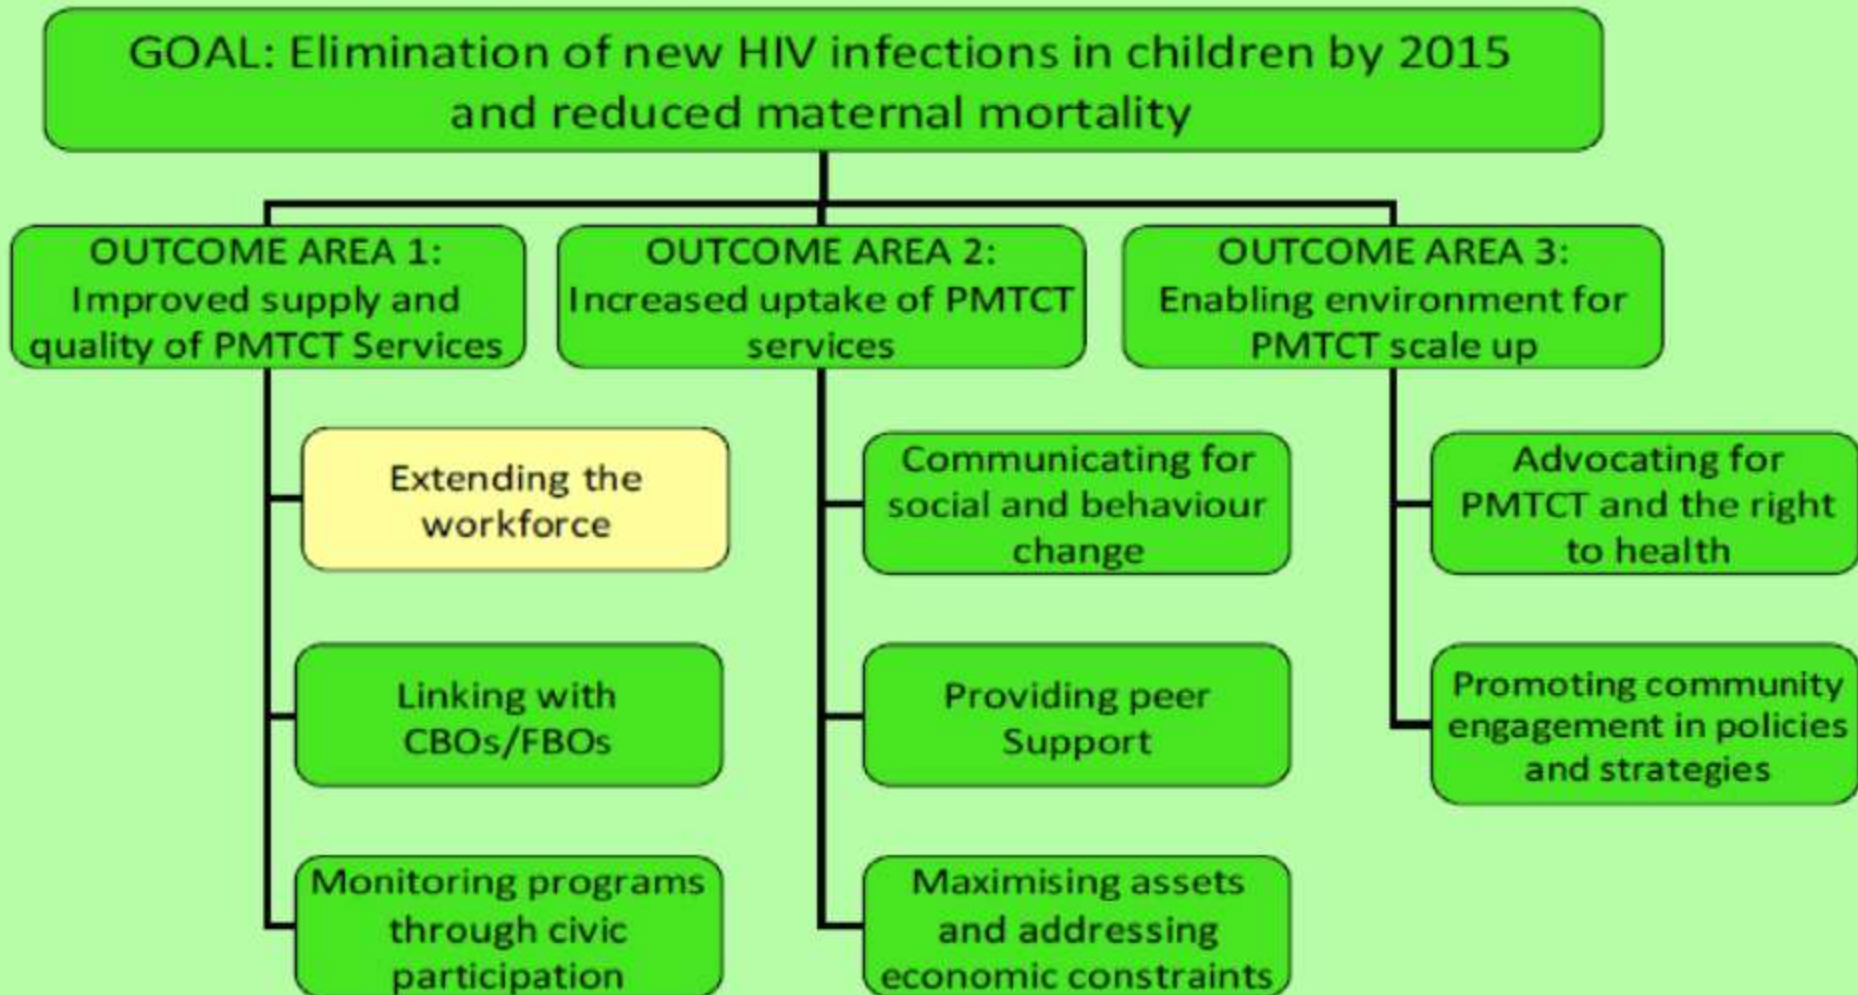 GOAL: Elimination of new HIV infections in children by 2015
and reduced maternal mortality
OUTCOME AREA 1:
Improved supply and
quality of PMTCT Services
OUTCOME AREA 2:
Increased uptake of PMTCT
services
OUTCOME AREA 3:
Enabling environment for
PMTCT scale up
Extending the
workforce
Linking with
CBOs/FBOs
Monitoring programs
through civic
participation
Communicating for
social and behaviour
change
Providing peer
Support
Maximising assets
and addressing
economic constraints
Advocating for
PMTCT and the right
to health
Promoting community
engagement in policies
and strategies